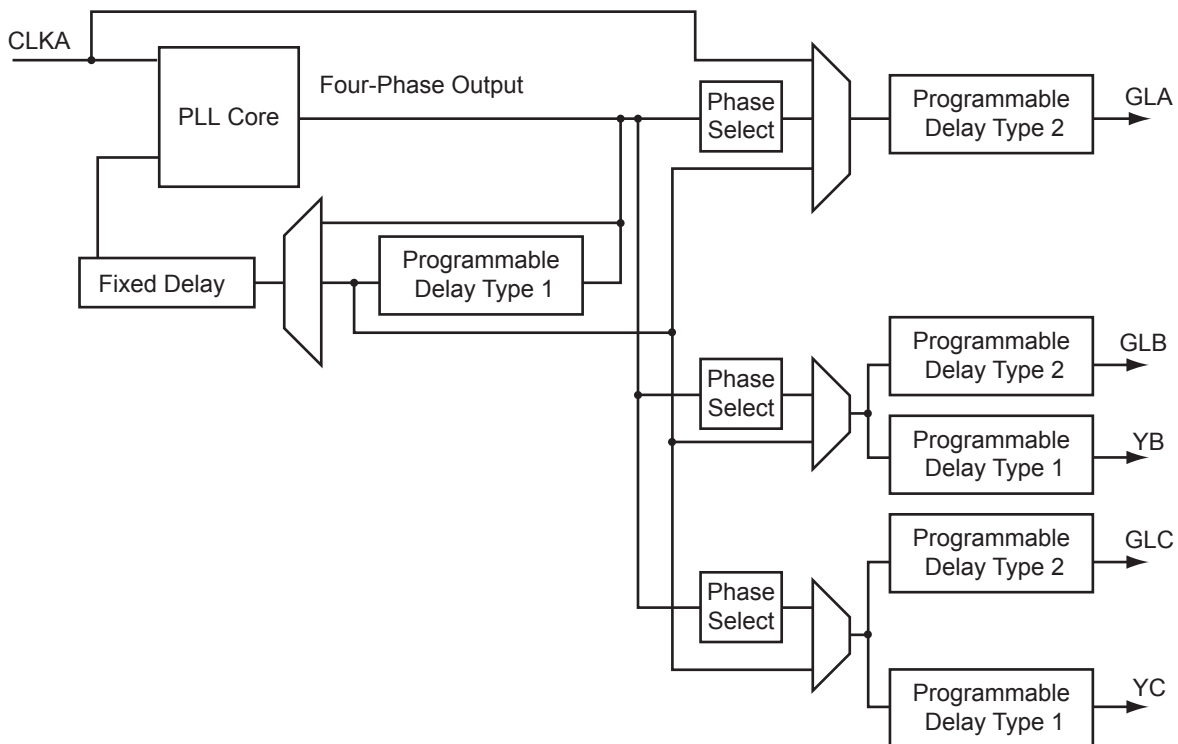 CLKA
PLL Core
Four-Phase Output
Phase
Select
Programmable
Delay Type 2
GLA
Fixed Delay
Programmable
Delay Type 1
Phase
Select
Programmable
Delay Type 2
GLB
Programmable
Delay Type 1
YB
Phase
Select
Programmable
Delay Type 2
GLC
Programmable
Delay Type 1
YC